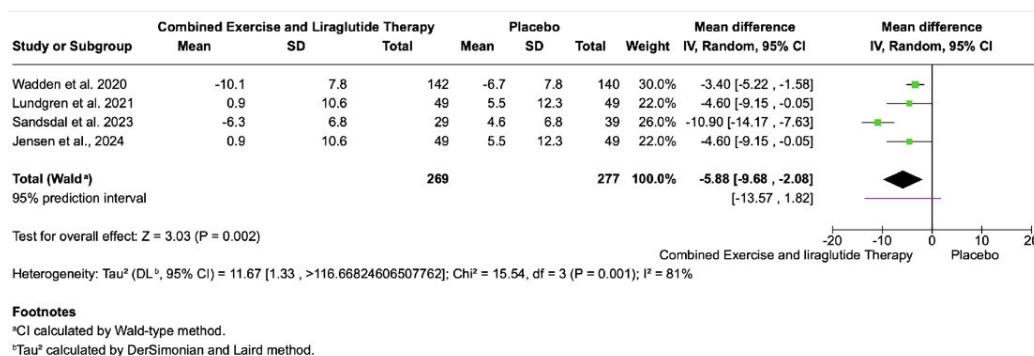 Combined Exercise and Liraglutide Therapy Placebo Mean difference Mean difference
Study or Subgroup Mean SD Total Mean SD Total Weight IV, Random, 95% CI IV, Random, 95% CI
Wadden et al. 2020 -10.1 7.8 142 -6.7 7.8 140 30.0% -3.40 [-5.22 , -1.58]
Lundgren et al. 2021 0.9 10.6 49 5.5 12.3 49 22.0% -4.60 [-9.15 , -0.05]
Sandsdal et al. 2023 -6.3 6.8 29 4.6 6.8 39 26.0% -10.90 [-14.17 , -7.63]
Jensen et al., 2024 0.9 10.6 49 5.5 12.3 49 22.0% -4.60 [-9.15 , -0.05]
Total (Waldᵃ) 269 277 100.0% -5.88 [-9.68 , -2.08]
95% prediction interval [-13.57 , 1.82]
Test for overall effect: Z = 3.03 (P = 0.002)
-20 -10 0 10 20
Combined Exercise and liraglutide Therapy Placebo
Heterogeneity: Tau² (DLᵇ, 95% CI) = 11.67 [1.33 , >116.66824606507762]; Chi² = 15.54, df = 3 (P = 0.001); I² = 81%
Footnotes
ᵃCI calculated by Wald-type method.
ᵇTau² calculated by DerSimonian and Laird method.